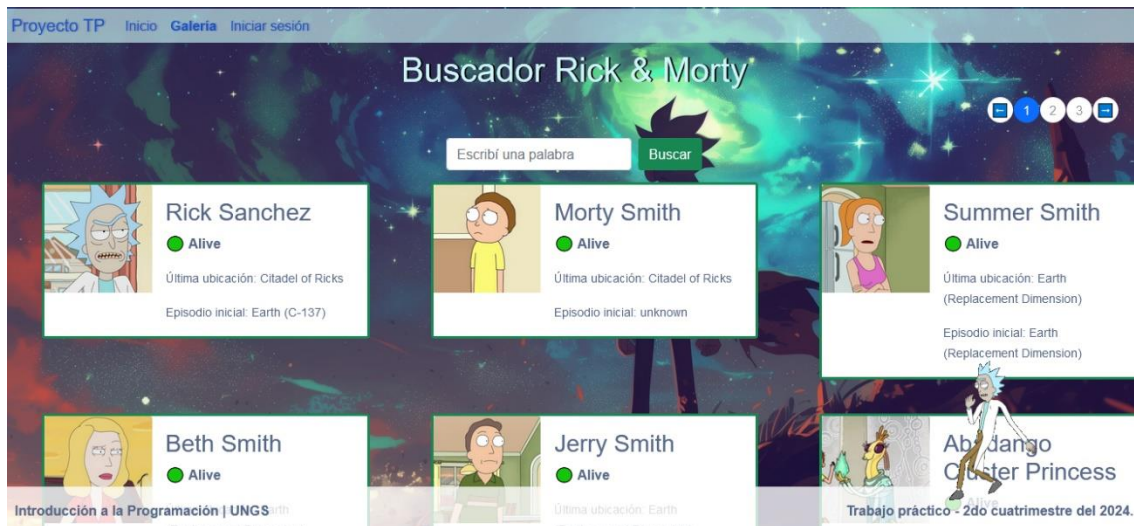 Proyecto TP Inicio Galería Iniciar sesión
Buscador Rick & Morty
1 2 3
Escribí una palabra Buscar
Rick Sanchez
Alive
Última ubicación: Citadel of Ricks
Episodio inicial: Earth (C-137)
Morty Smith
Alive
Última ubicación: Citadel of Ricks
Episodio inicial: unknown
Summer Smith
Alive
Última ubicación: Earth
(Replacement Dimension)
Episodio inicial: Earth
(Replacement Dimension)
Beth Smith
Alive
Jerry Smith
Alive
Última ubicación: Earth
Princess
Alive
Introducción a la Programación | UNGS
Trabajo práctico - 2do cuatrimestre del 2024.